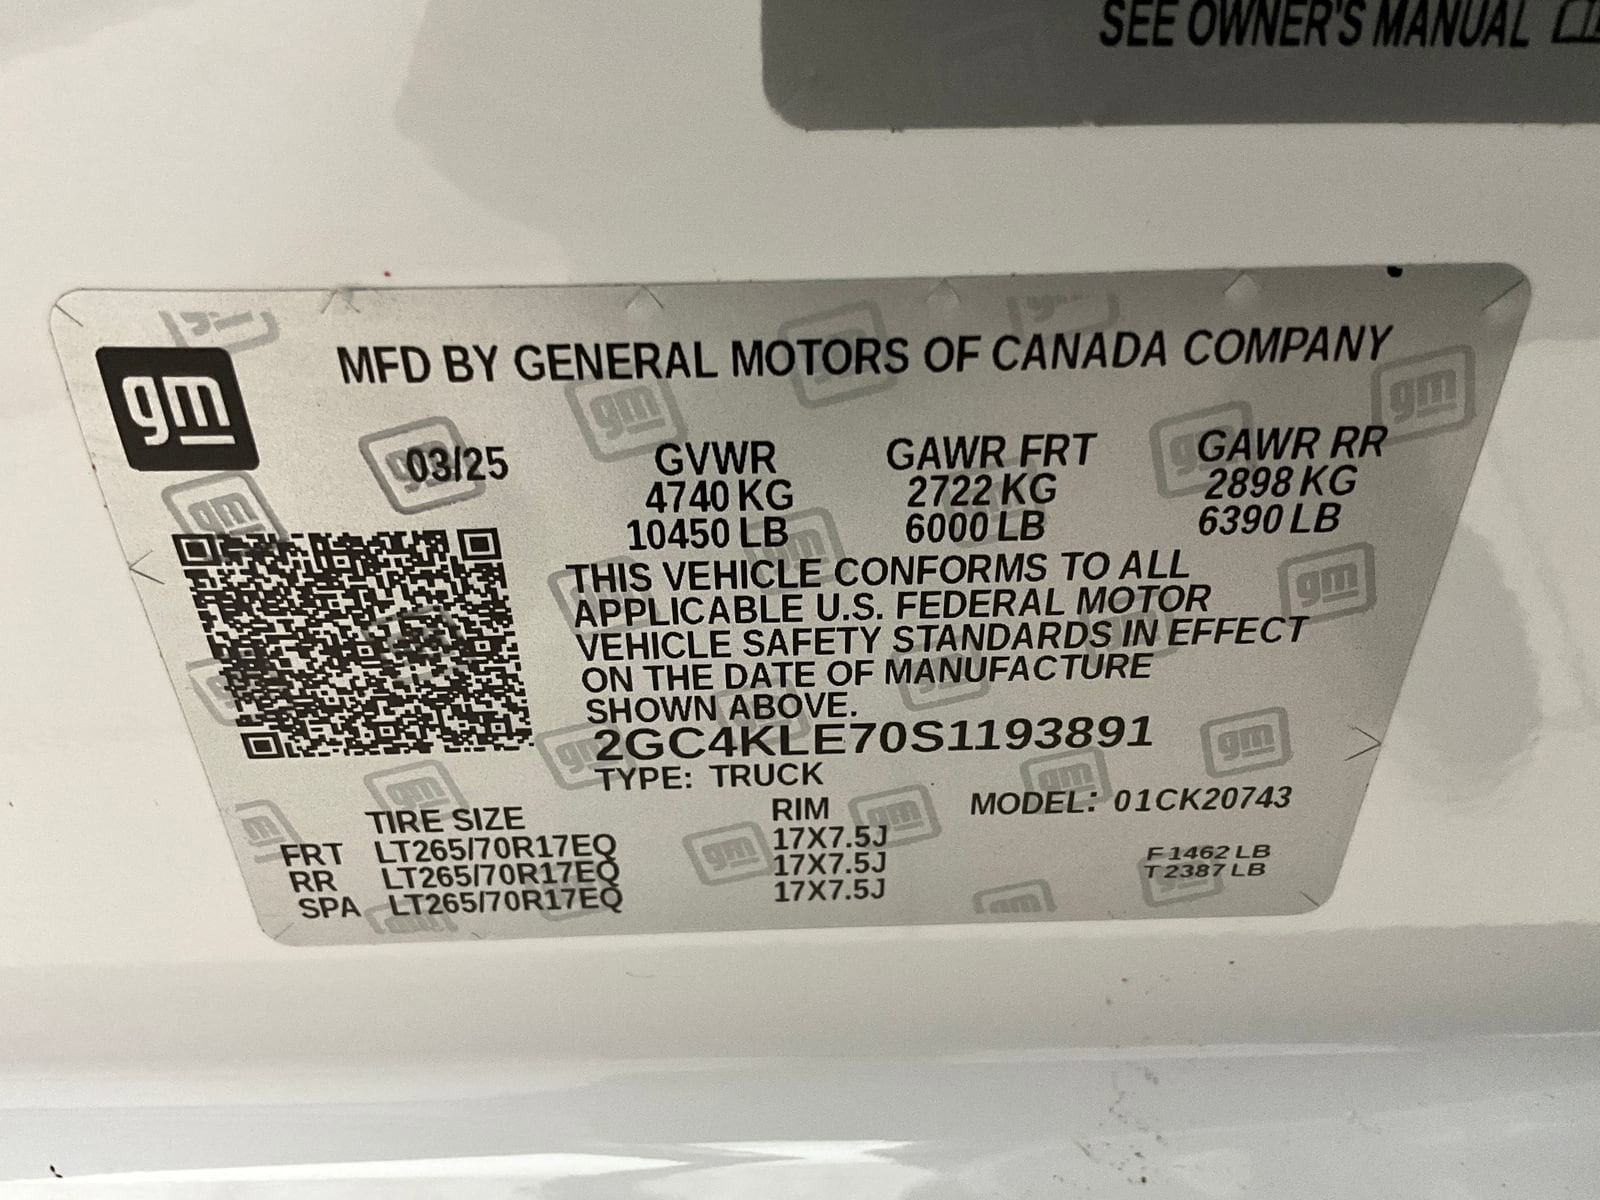 SEE OWNER'S MANUAL
gm
MFD BY GENERAL MOTORS OF CANADA COMPANY
03/25 GVWR GAWR FRT GAWR RR
4740 KG 2722 KG 2898 KG
10450 LB 6000 LB 6390 LB
THIS VEHICLE CONFORMS TO ALL
APPLICABLE U.S. FEDERAL MOTOR
VEHICLE SAFETY STANDARDS IN EFFECT
ON THE DATE OF MANUFACTURE
SHOWN ABOVE.
2GC4KLE70S1193891
TYPE: TRUCK
TIRE SIZE RIM MODEL: 01CK20743
FRT LT265/70R17EQ 17X7.5J
RR LT265/70R17EQ 17X7.5J
SPA LT265/70R17EQ 17X7.5J
F 1462 LB
T 2387 LB